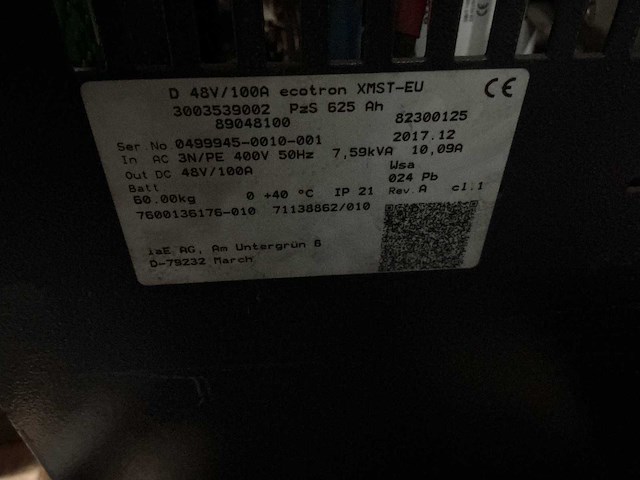 D 48V/100A ecotron XMST-EU
CE
3003539002 PzS 625 Ah
89048100
82300125
Ser No 0499945-0010-001
2017.12
In AC 3N/PE 400V 50Hz 7,59kVA 10,09A
Out DC 48V/100A
Wsa
Batt
024 Pb
60.00kg 0 +40 °C IP 21 Rev.A cl.1
7600136176-010 71138862/010
iaE AG, Am Untergrün 8
D-79232 March